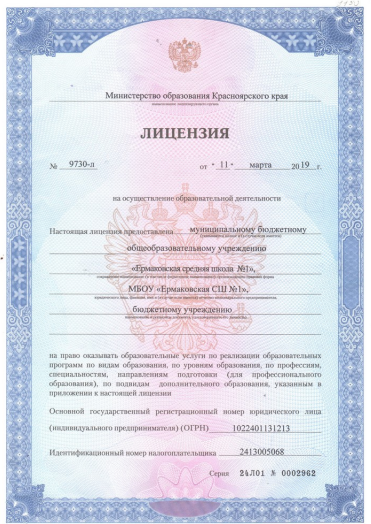 Министерство образования Красноярского края
ЛИЦЕНЗИЯ
№ 9730-л от " 11 " марта 2019 г.
на осуществление образовательной деятельности
Настоящая лицензия предоставлена муниципальному бюджетному
общеобразовательному учреждению
«Ермаковская средняя школа №1»,
МБОУ «Ермаковская СШ №1»,
бюджетному учреждению
на право оказывать образовательные услуги по реализации образовательных
программ по видам образования, по уровням образования, по профессиям,
специальностям, направлениям подготовки (для профессионального
образования), по подвидам дополнительного образования, указанным в
приложении к настоящей лицензии
Основной государственный регистрационный номер юридического лица
(индивидуального предпринимателя) (ОГРН) 1022401131213
Идентификационный номер налогоплательщика 2413005068
Серия 24Л01 № 0002962